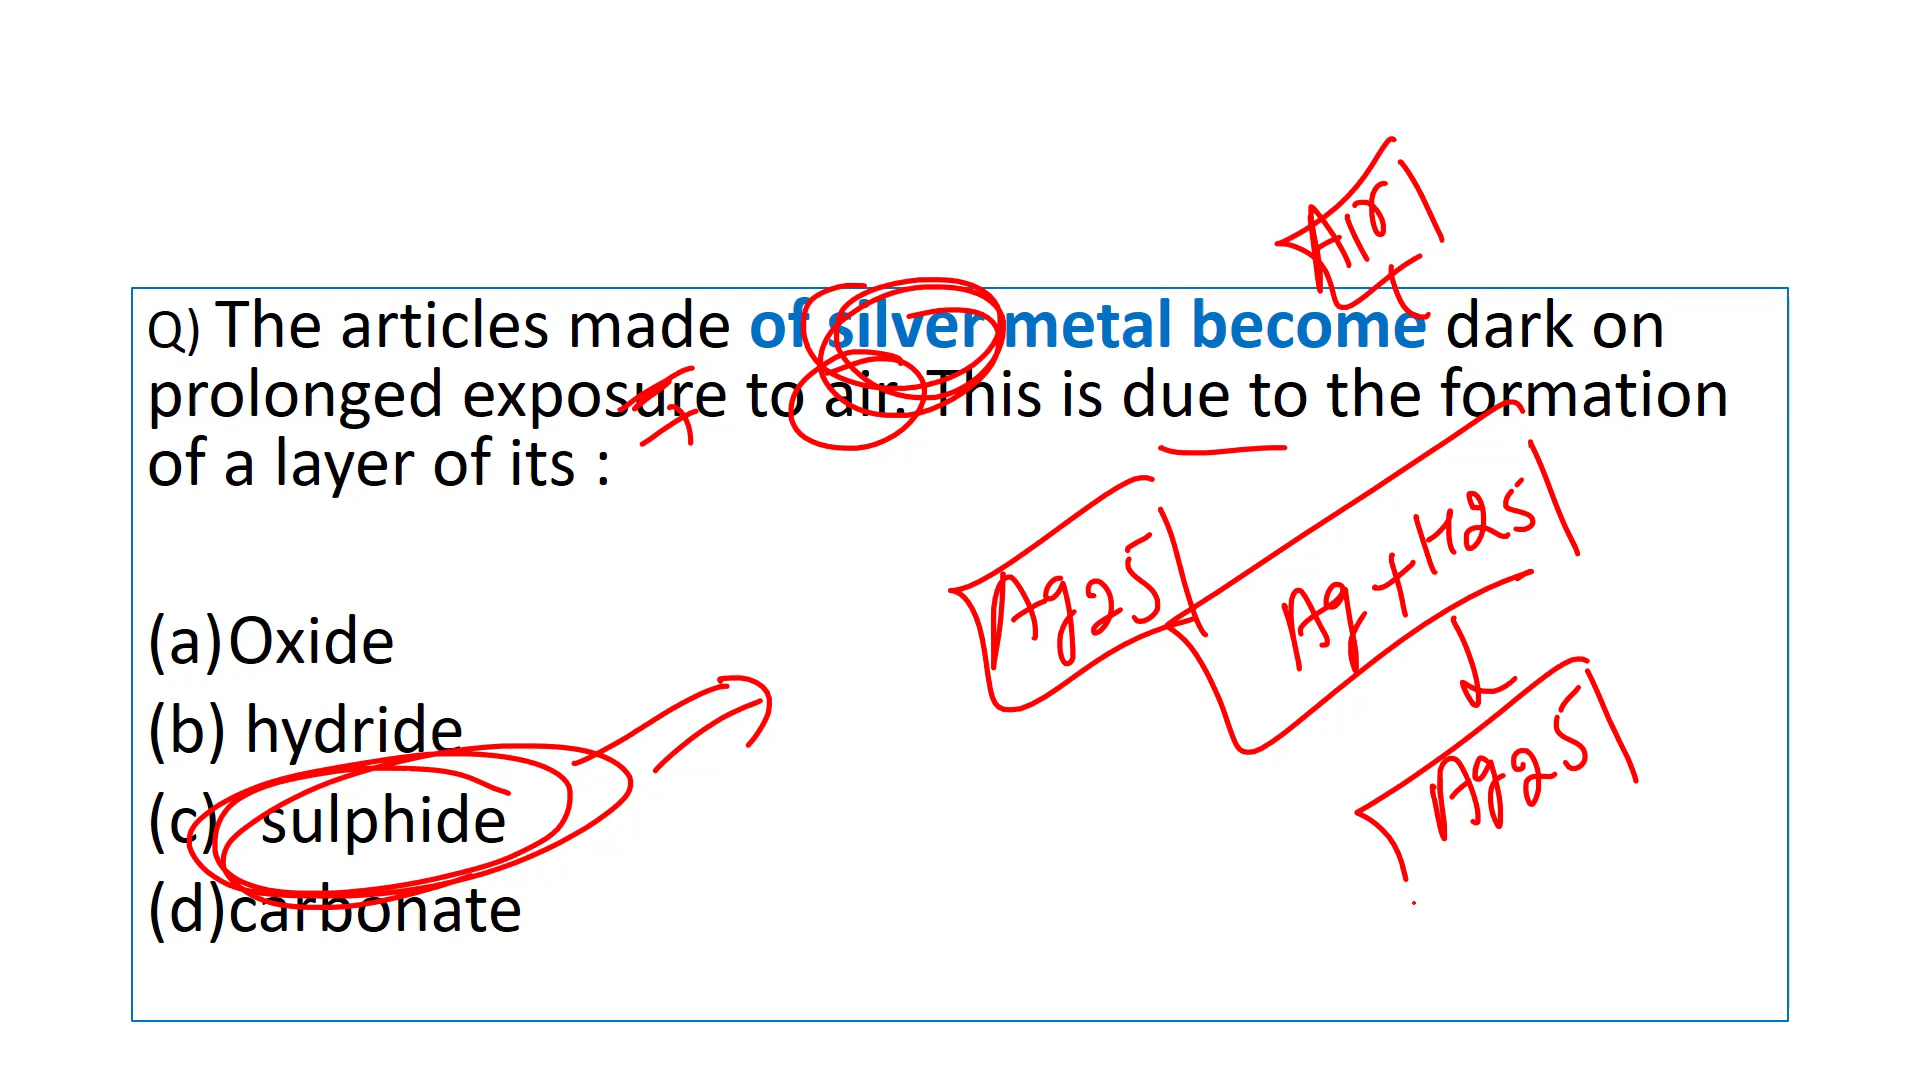 Air
Q) The articles made of silver metal become dark on
prolonged exposure to air. This is due to the formation
of a layer of its :
Ag2S
Ag+H2S
Ag2S
(a)Oxide
(b) hydride
(c) sulphide
(d)carbonate